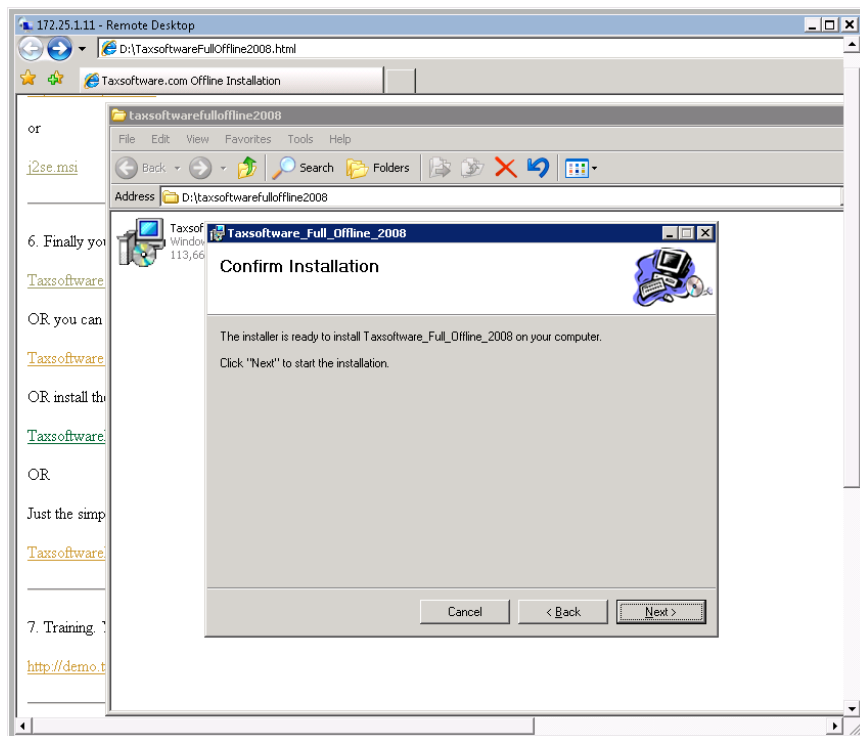 172.25.1.11 - Remote Desktop
D:\TaxsoftwareFullOffline2008.html
Taxsoftware.com Offline Installation
or
j2se.msi
6. Finally you
Taxsoftware
OR you can
Taxsoftware
OR install the
Taxsoftware
OR
Just the simp
Taxsoftware
7. Training.
http://demo.t
taxsoftwarefulloffline2008
File Edit View Favorites Tools Help
Back Search Folders
Address D:\taxsoftwarefulloffline2008
Taxsof
Window
113,66
Taxsoftware_Full_Offline_2008
Confirm Installation
The installer is ready to install Taxsoftware_Full_Offline_2008 on your computer.
Click "Next" to start the installation.
Cancel < Back Next >